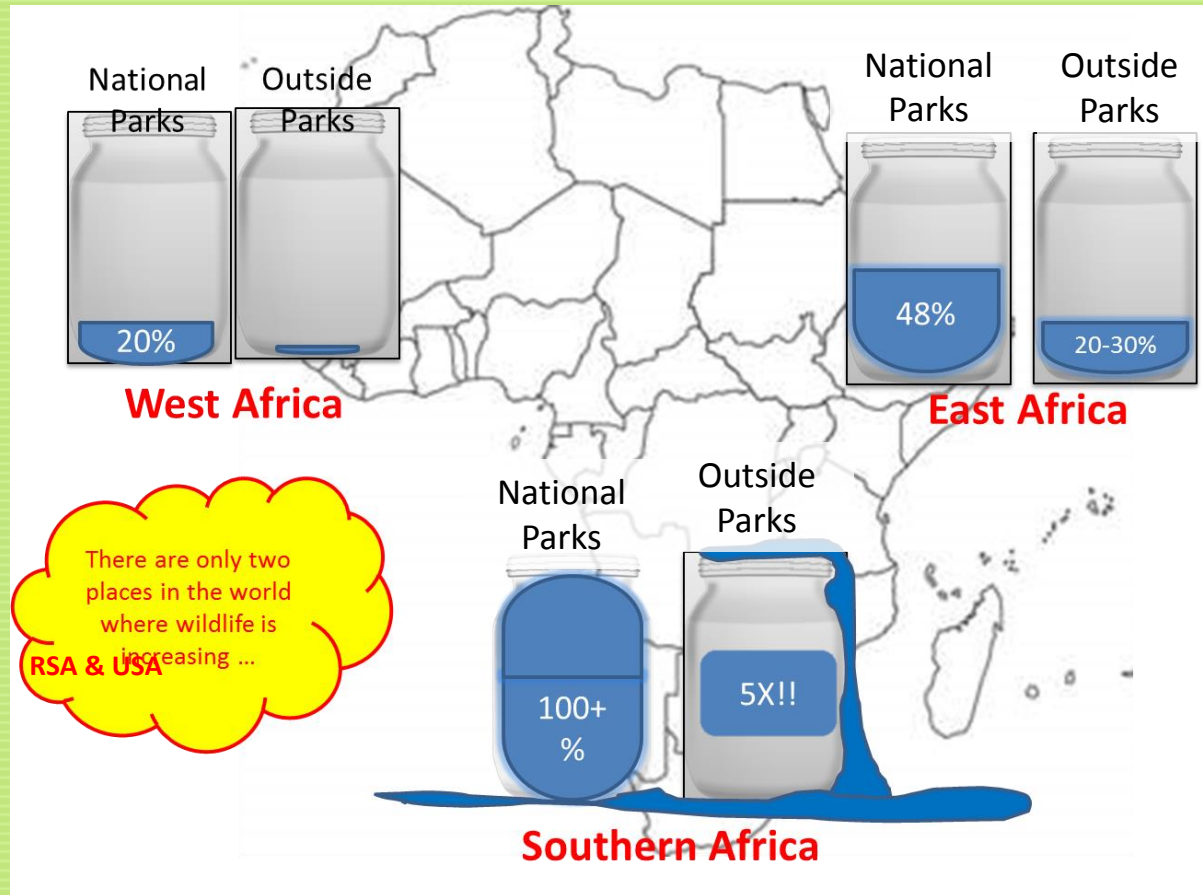 National
Parks
Outside
Parks
20%
West Africa
National
Parks
Outside
Parks
48%
20-30%
East Africa
There are only two
places in the world
where wildlife is
increasing ...
RSA & USA
National
Parks
Outside
Parks
100+
%
5X!!
Southern Africa